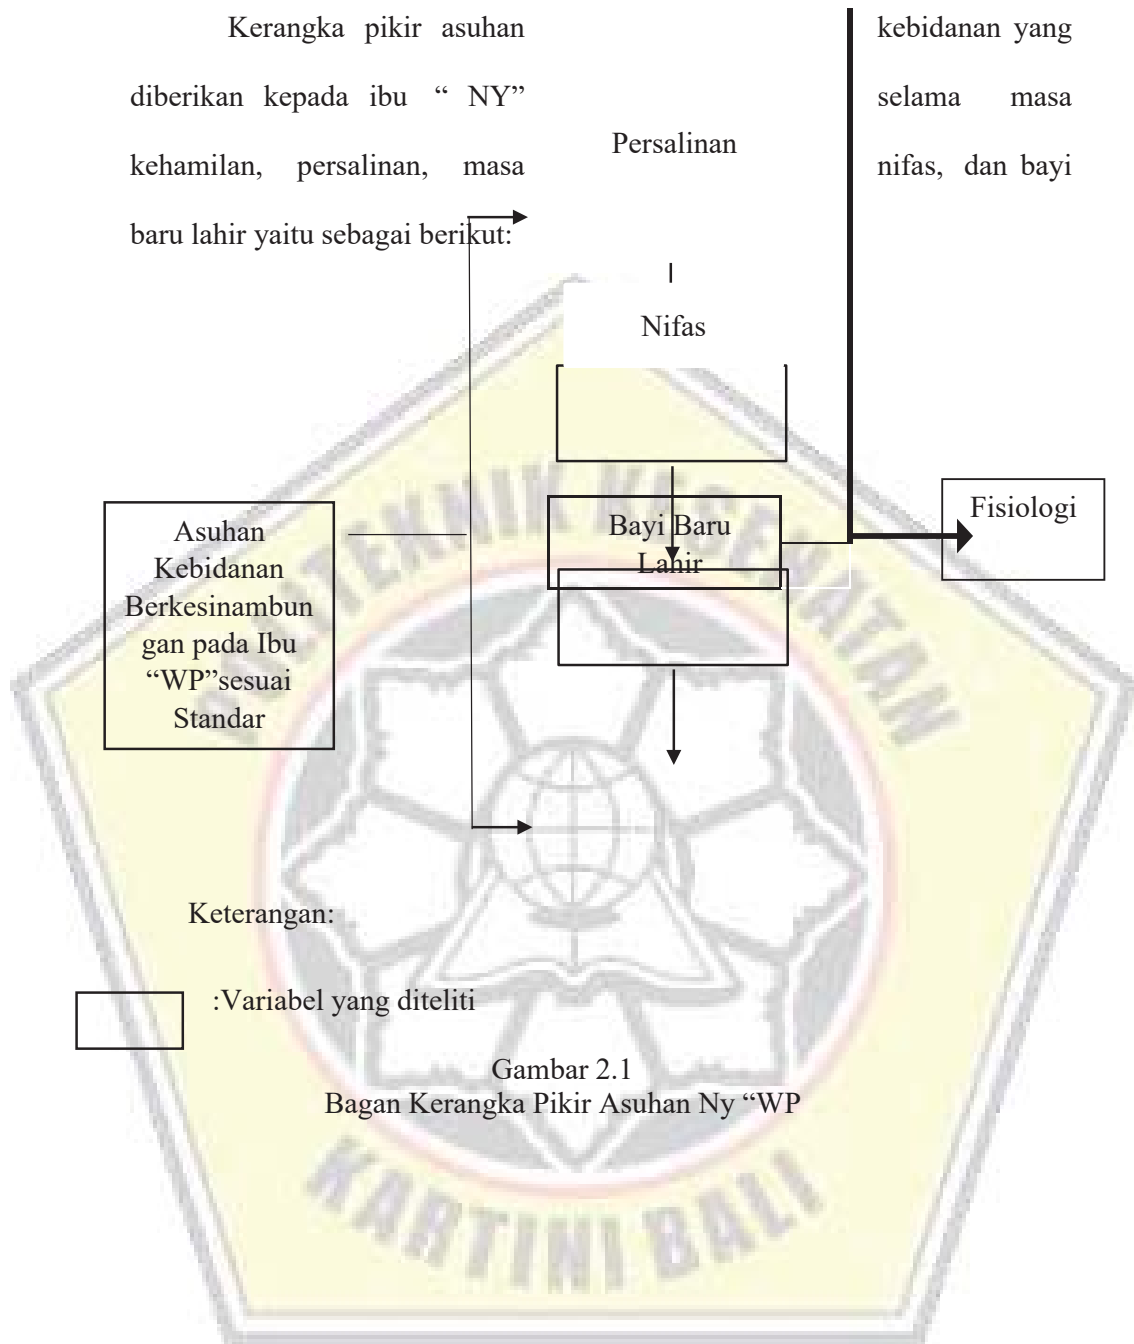 Kerangka pikir asuhan kebidanan yang
diberikan kepada ibu “ NY” selama masa
kehamilan, persalinan, masa nifas, dan bayi
baru lahir yaitu sebagai berikut:
Persalinan
Nifas
Bayi Baru
Lahir
Fisiologi
Asuhan
Kebidanan
Berkesinambun
gan pada Ibu
“WP”sesuai
Standar
Keterangan:
:Variabel yang diteliti
Gambar 2.1
Bagan Kerangka Pikir Asuhan Ny “WP
POLTEKNIK KESEHATAN
KARTINI BALI